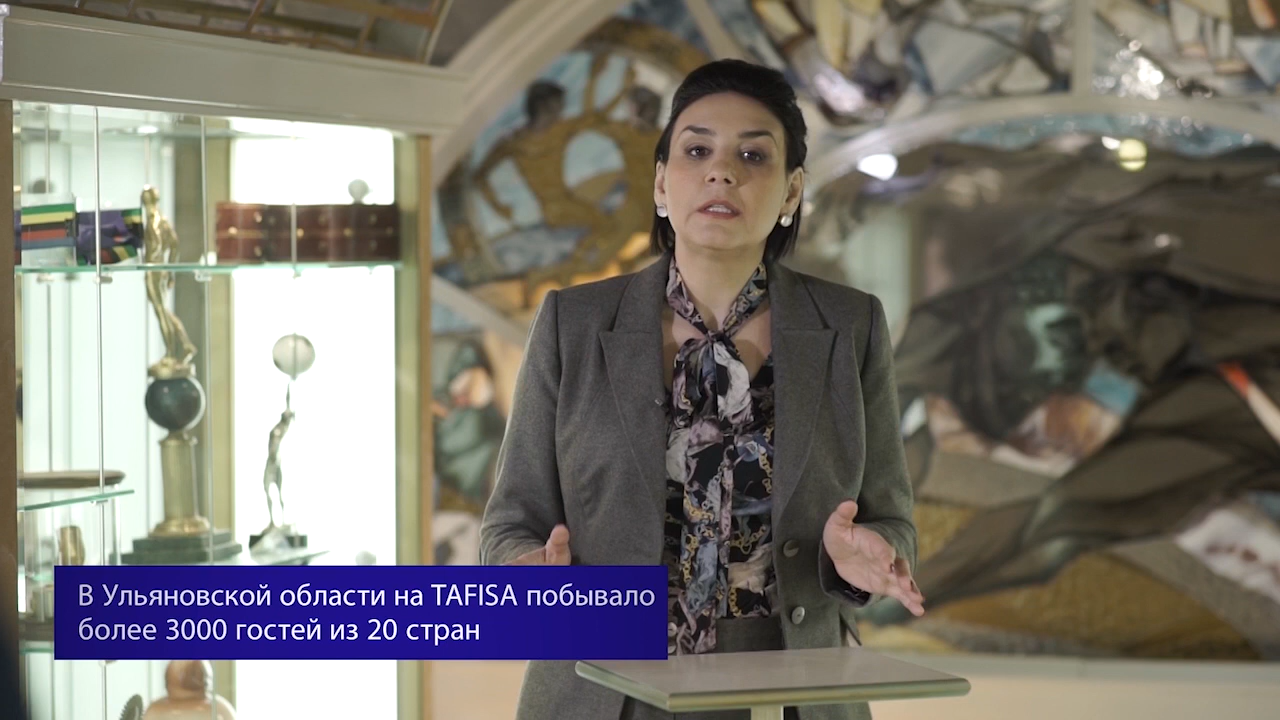 В Ульяновской области на TAFISA побывало
более 3000 гостей из 20 стран